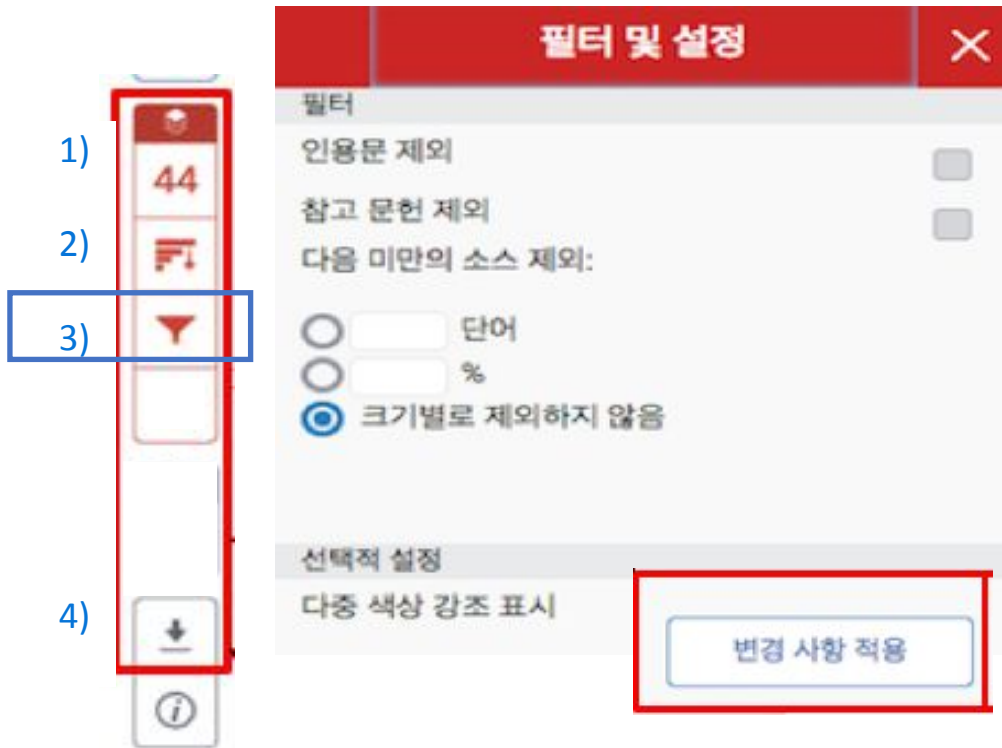 1)
44
2)
3)
4)
필터 및 설정
필터
인용문 제외
참고 문헌 제외
다음 미만의 소스 제외:
단어
%
크기별로 제외하지 않음
선택적 설정
다중 색상 강조 표시
변경 사항 적용